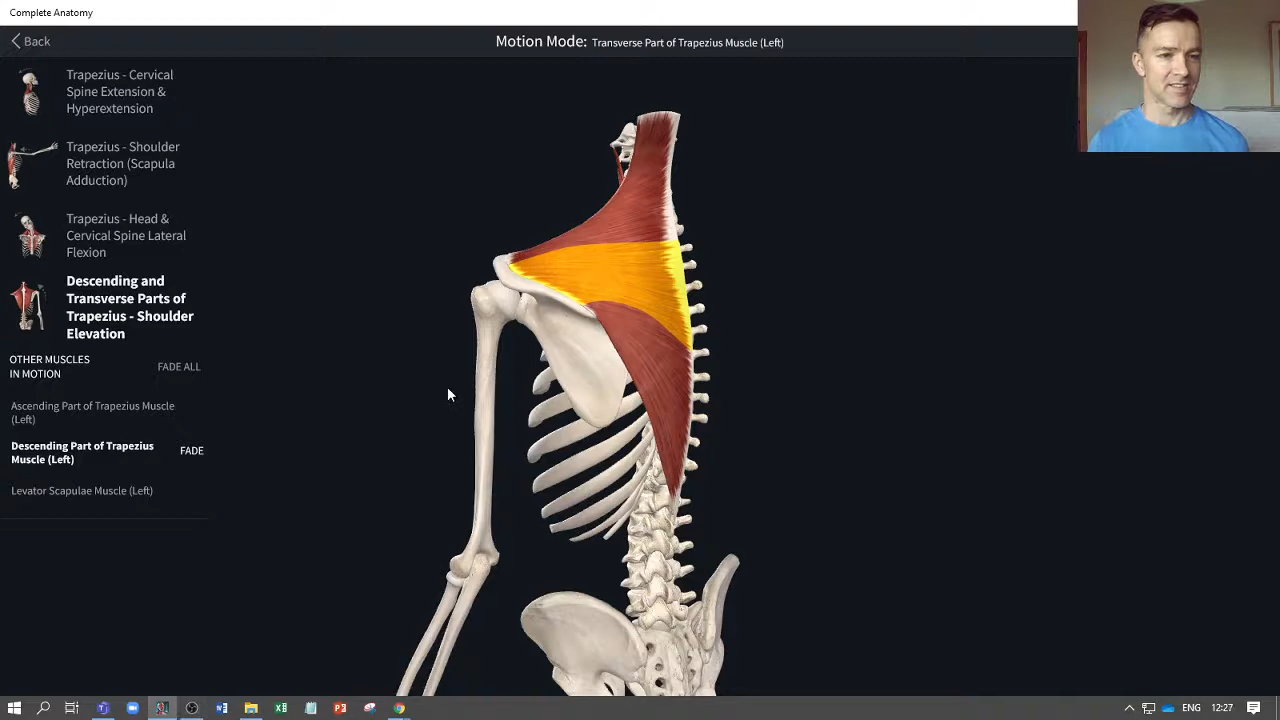 Complete Anatomy
Back
Motion Mode: Transverse Part of Trapezius Muscle (Left)
Trapezius - Cervical
Spine Extension &
Hyperextension
Trapezius - Shoulder
Retraction (Scapula
Adduction)
Trapezius - Head &
Cervical Spine Lateral
Flexion
Descending and
Transverse Parts of
Trapezius - Shoulder
Elevation
OTHER MUSCLES
IN MOTION
FADE ALL
Ascending Part of Trapezius Muscle
(Left)
Descending Part of Trapezius
Muscle (Left)
FADE
Levator Scapulae Muscle (Left)
ENG
12:27